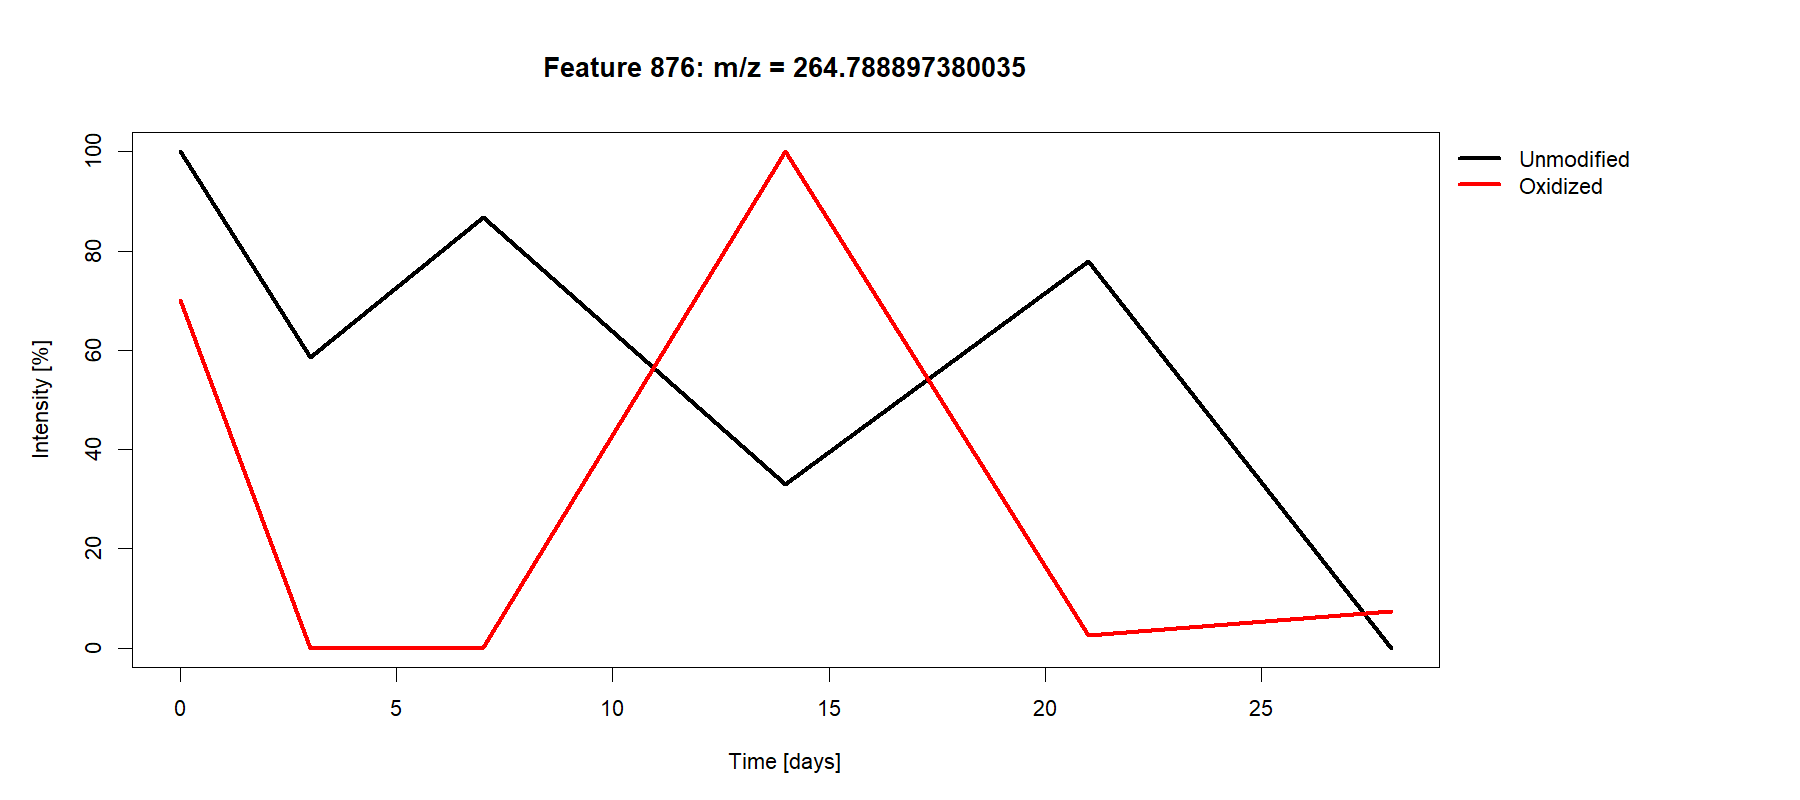 Feature 876: m/z = 264.788897380035
Unmodified
Oxidized
Intensity [%]
100
80
60
40
20
0
0 5 10 15 20 25
Time [days]